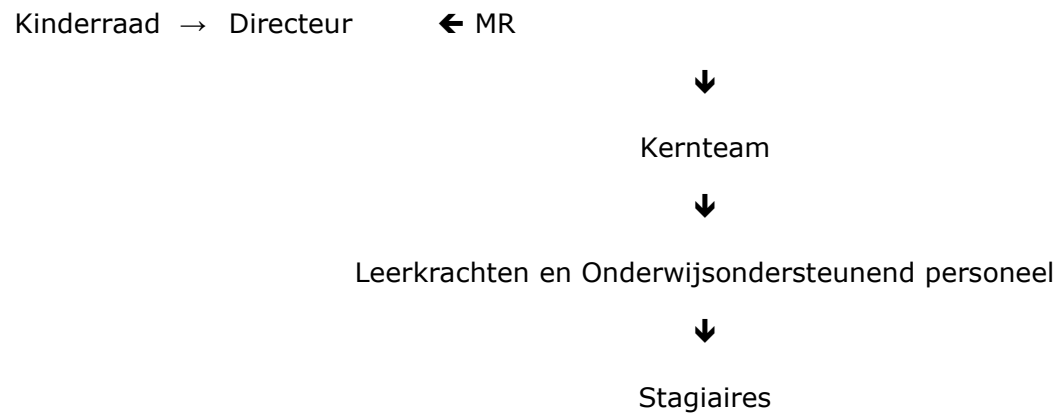 Kinderraad → Directeur 🡸 MR
🡻
Kernteam
🡻
Leerkrachten en Onderwijsondersteunend personeel
🡻
Stagiaires